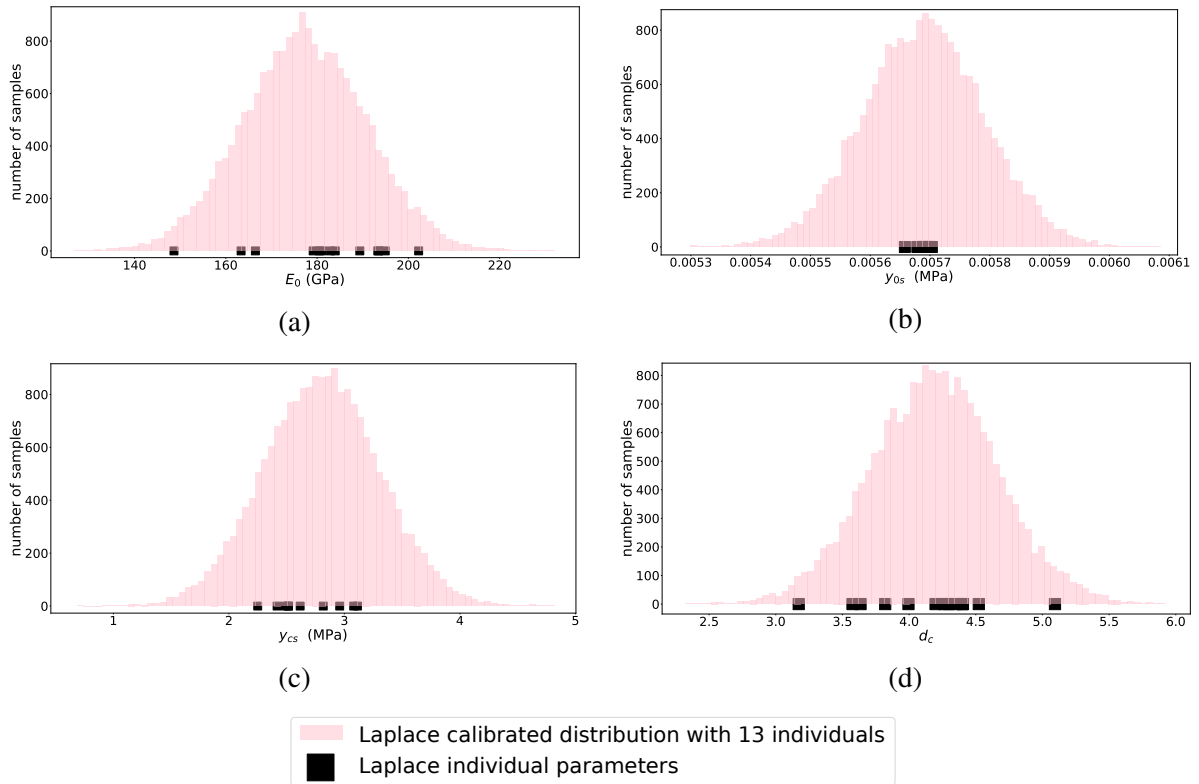 800
600
400
200
0
number of samples
140 160 180 200 220
E₀ (GPa)
(a)
800
600
400
200
0
number of samples
0.0053 0.0054 0.0055 0.0056 0.0057 0.0058 0.0059 0.0060 0.0061
y₀ₛ (MPa)
(b)
800
600
400
200
0
number of samples
1 2 3 4 5
y_cs (MPa)
(c)
800
700
600
500
400
300
200
100
0
number of samples
2.5 3.0 3.5 4.0 4.5 5.0 5.5 6.0
d_c
(d)
Laplace calibrated distribution with 13 individuals
Laplace individual parameters